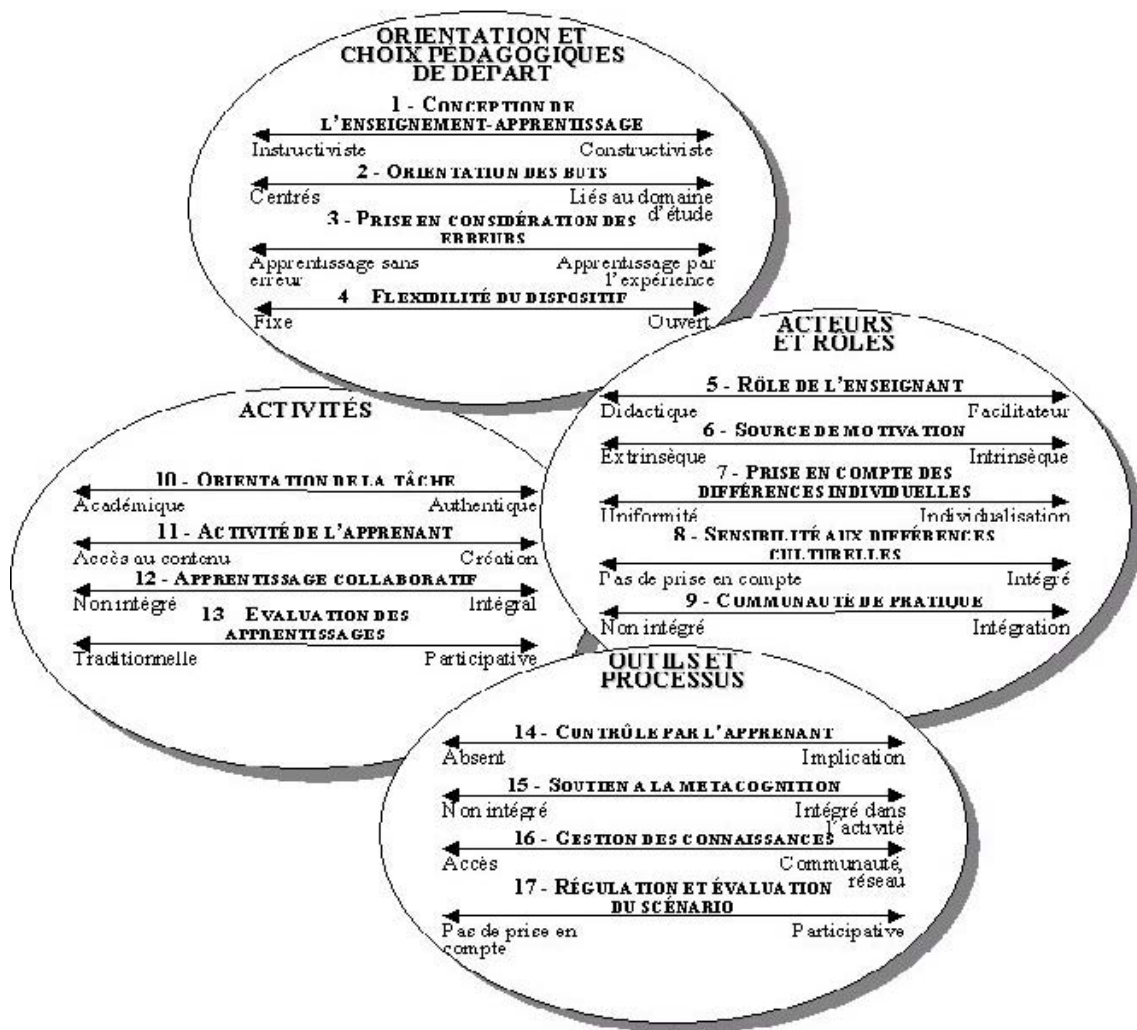 ORIENTATION ET
CHOIX PÉDAGOGIQUES
DE DÉPART
1 - CONCEPTION DE
L'ENSEIGNEMENT-APPRENTISSAGE
Instructiviste Constructiviste
2 - ORIENTATION DES BUTS
Centrés Liés au domaine
d'étude
3 - PRISE EN CONSIDÉRATION DES
ERREURS
Apprentissage sans Apprentissage par
erreur l'expérience
4 FLEXIDILITÉ DU DISPOSITIF
Fixe Ouvert
ACTEURS
ET RÔLES
5 - RÔLE DE L'ENSEIGNANT
Didactique Facilitateur
6 - SOURCE DE MOTIVATION
Extrinsèque Intrinsèque
7 - PRISE EN COMPTE DES
DIFFÉRENCES INDIVIDUELLES
Uniformité Individualisation
8 - SENSIBILITÉ AUX DIFFÉRENCES
CULTURELLES
Pas de prise en compte Intégré
9 - COMMUNAUTÉ DE PRATIQUE
Non intégré Intégration
ACTIVITÉS
10 - ORIENTATION DE LA TÂCHE
Académique Authentique
11 - ACTIVITÉ DE L'APPRENANT
Accès au contenu Création
12 - APPRENTISSAGE COLLABORATIF
Non intégré Intégral
13 EVALUATION DES
APPRENTISSAGES
Traditionnelle Participative
OUTILS ET
PROCESSUS
14 - CONTRÔLE PAR L'APPRENANT
Absent Implication
15 - SOUTIEN A LA METACOGNITION
Non intégré Intégré dans
l'activité
16 - GESTION DES CONNAISSANCES
Accès Communauté,
réseau
17 - RÉGULATION ET ÉVALUATION
DU SCÉNARIO
Pas de prise en Participative
compte